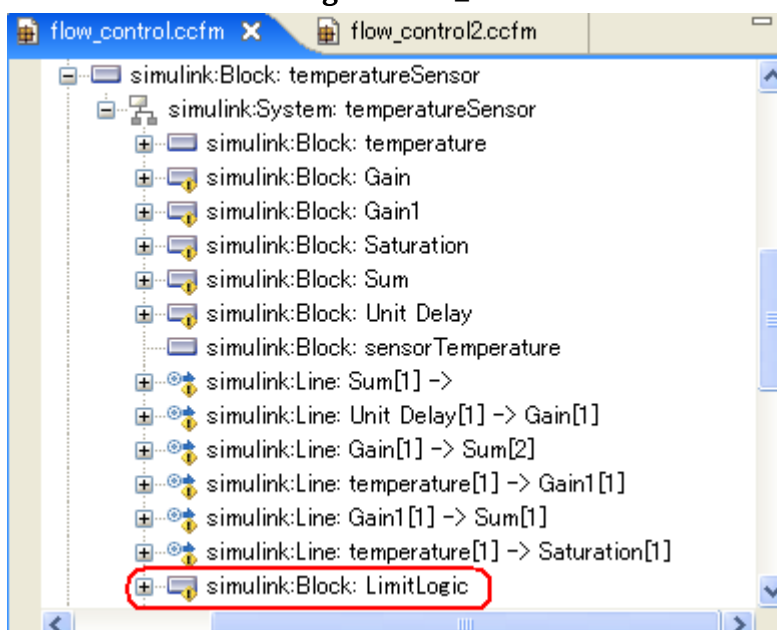 flow_control.ccfm flow_control2.ccfm
simulink:Block: temperatureSensor
simulink:System: temperatureSensor
simulink:Block: temperature
simulink:Block: Gain
simulink:Block: Gain1
simulink:Block: Saturation
simulink:Block: Sum
simulink:Block: Unit Delay
simulink:Block: sensorTemperature
simulink:Line: Sum[1] ->
simulink:Line: Unit Delay[1] -> Gain[1]
simulink:Line: Gain[1] -> Sum[2]
simulink:Line: temperature[1] -> Gain1[1]
simulink:Line: Gain1[1] -> Sum[1]
simulink:Line: temperature[1] -> Saturation[1]
simulink:Block: LimitLogic